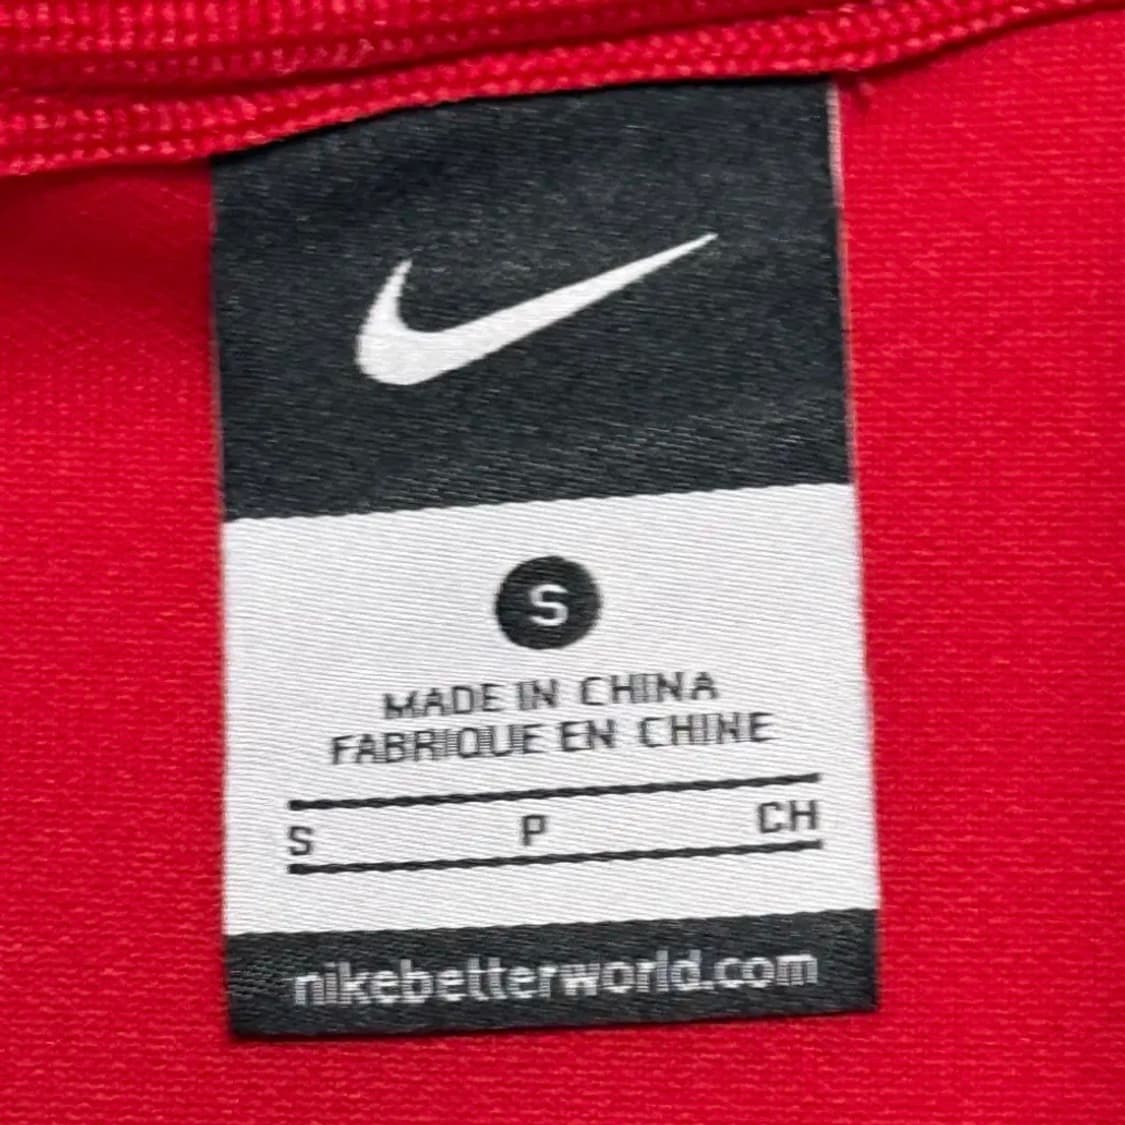 S
MADE IN CHINA
FABRIQUE EN CHINE
S P CH
nikebetterworld.com